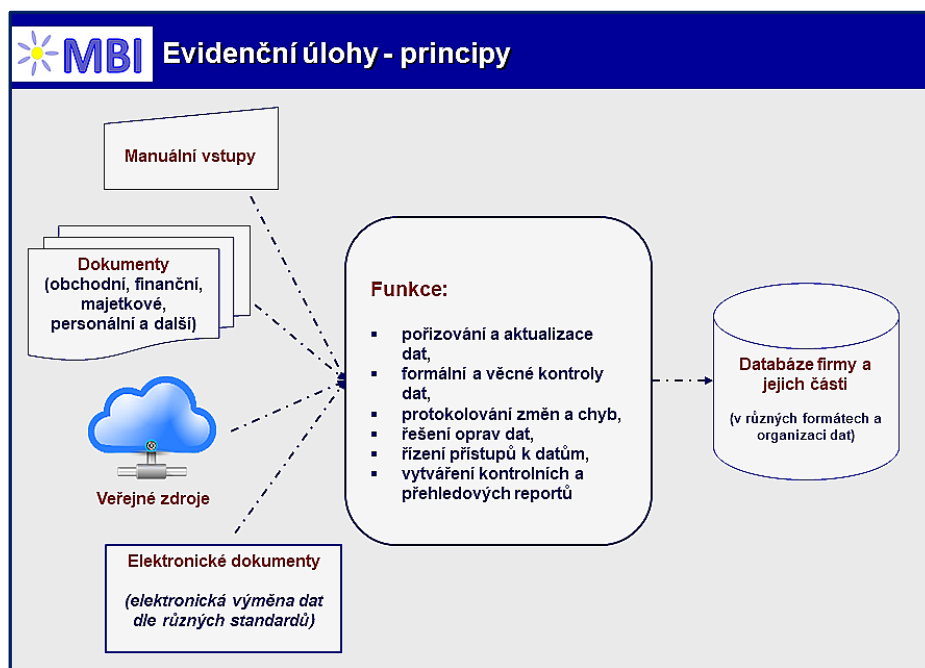 MBI
Evidenční úlohy - principy
Manuální vstupy
Dokumenty
(obchodní, finanční,
majetkové,
personální a další)
Veřejné zdroje
Elektronické dokumenty
(elektronická výměna dat
dle různých standardů)
Funkce:
▪ pořizování a aktualizace
dat,
▪ formální a věcné kontroly
dat,
▪ protokolování změn a chyb,
▪ řešení oprav dat,
▪ řízení přístupů k datům,
▪ vytváření kontrolních a
přehledových reportů
Databáze firmy a
jejich části
(v různých formátech a
organizaci dat)